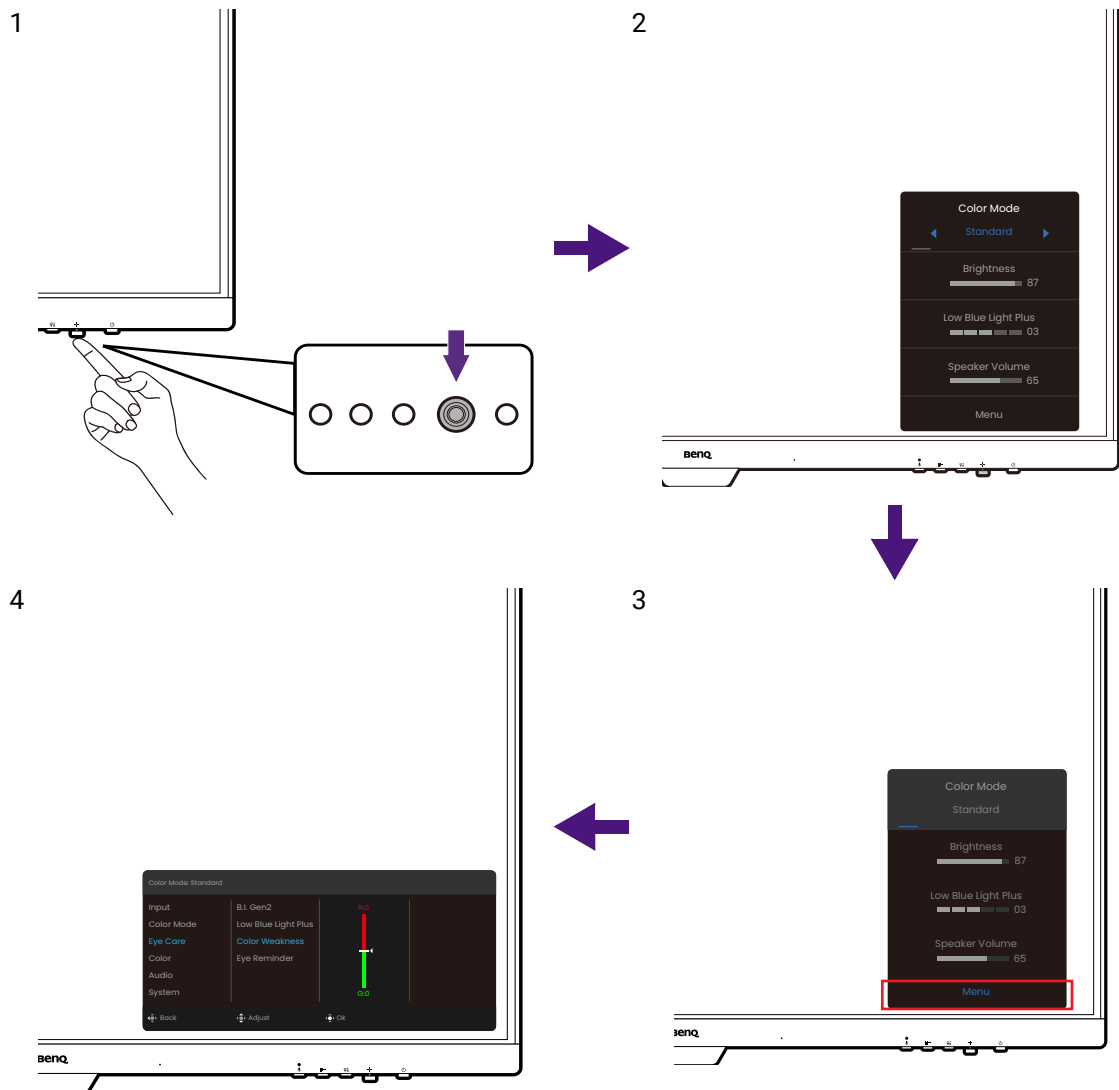 1
2
Color Mode
Standard
Brightness
87
Low Blue Light Plus
03
Speaker Volume
65
Menu
BenQ
4
3
Color Mode: Standard
Input
B.I. Gen2
R:0
Color Mode
Low Blue Light Plus
Eye Care
Color Weakness
Color
Eye Reminder
Audio
System
G:0
Back
Adjust
Ok
BenQ
Color Mode
Standard
Brightness
87
Low Blue Light Plus
03
Speaker Volume
65
Menu
BenQ